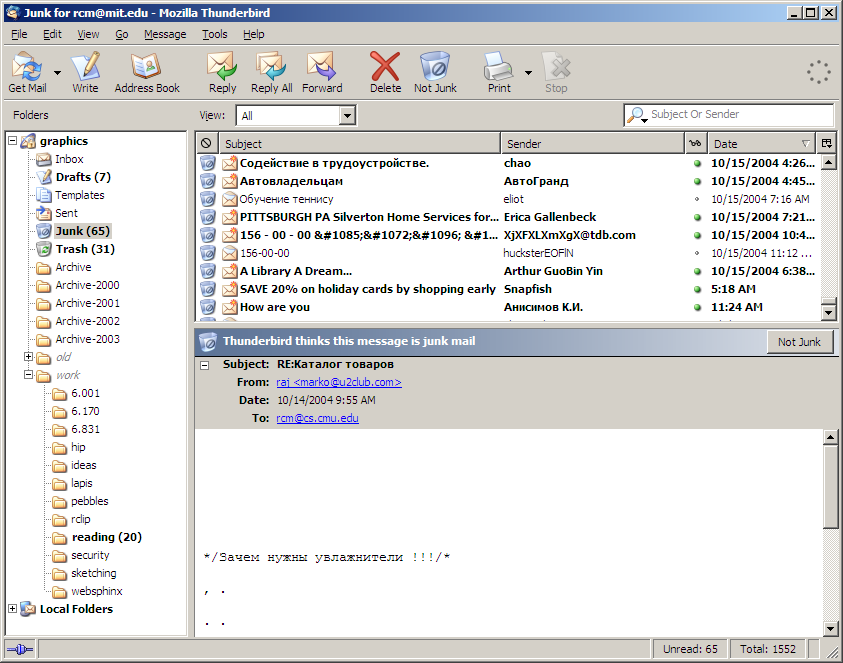 Junk for rcm@mit.edu - Mozilla Thunderbird
File Edit View Go Message Tools Help
Get Mail Write Address Book Reply Reply All Forward Delete Not Junk Print Stop
Folders View: All Subject Or Sender
graphics
Inbox
Drafts (7)
Templates
Sent
Junk (65)
Trash (31)
Archive
Archive-2000
Archive-2001
Archive-2002
Archive-2003
old
work
6.001
6.170
6.831
hip
ideas
lapis
pebbles
rclip
reading (20)
security
sketching
websphinx
Local Folders
Subject Sender Date
Содействие в трудоустройстве. chao 10/15/2004 4:26...
Автовладельцам АвтоГранд 10/15/2004 4:45...
Обучение теннису eliot 10/15/2004 7:16 AM
PITTSBURGH PA Silverton Home Services for... Erica Gallenbeck 10/15/2004 7:21...
156 - 00 - 00 &#1085;&#1072;&#1096; &#1... XjXFXLXmXgX@tdb.com 10/15/2004 10:4...
156-00-00 hucksterEOFlN 10/15/2004 11:12 ...
A Library A Dream... Arthur GuoBin Yin 10/15/2004 6:38...
SAVE 20% on holiday cards by shopping early Snapfish 5:18 AM
How are you Анисимов К.И. 11:24 AM
Thunderbird thinks this message is junk mail Not Junk
Subject: RE:Каталог товаров
From: raj <marko@u2club.com>
Date: 10/14/2004 9:55 AM
To: rcm@cs.cmu.edu
*/Зачем нужны увлажнители !!!/*
, .
. .
Unread: 65 Total: 1552